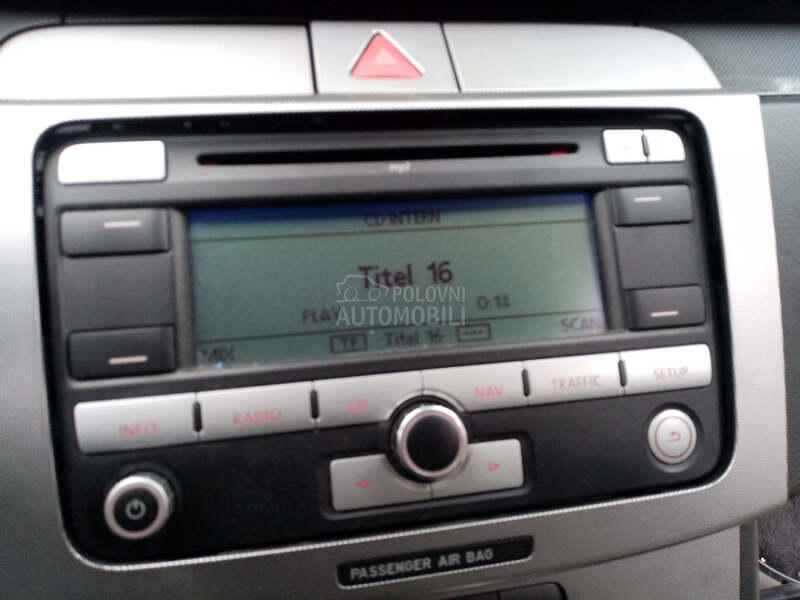 mp3
CD INTERN
Titel 16
POLOVNI
AUTOMOBILI
PLAY 0:18
MIX TP Titel 16 --- SCAN
INFO RADIO CD NAV TRAFFIC SETUP
PASSENGER AIR BAG